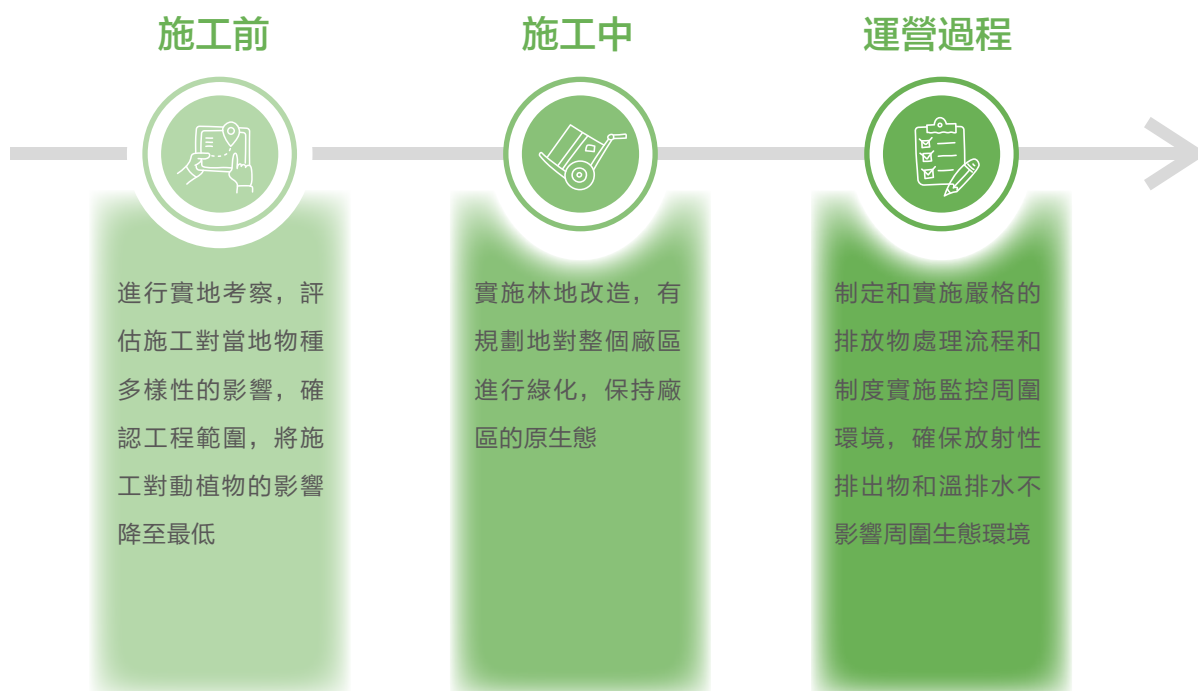 施工前
進行實地考察，評
估施工對當地物種
多樣性的影響，確
認工程範圍，將施
工對動植物的影響
降至最低
施工中
實施林地改造，有
規劃地對整個廠區
進行綠化，保持廠
區的原生態
運營過程
制定和實施嚴格的
排放物處理流程和
制度實施監控周圍
環境，確保放射性
排出物和溫排水不
影響周圍生態環境